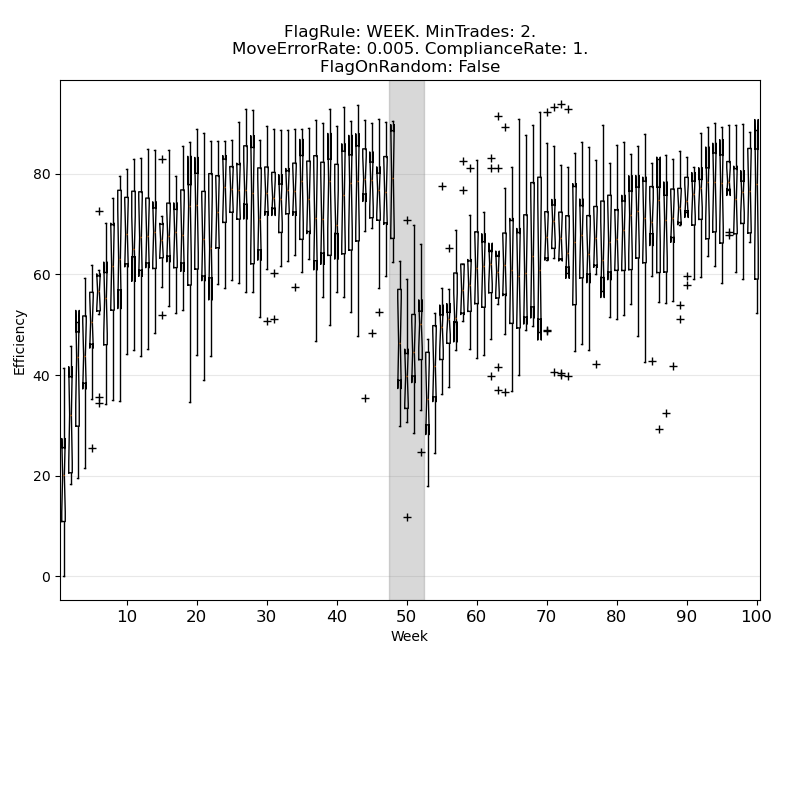 FlagRule: WEEK. MinTrades: 2.
MoveErrorRate: 0.005. ComplianceRate: 1.
FlagOnRandom: False
Efficiency
80
60
40
20
0
10 20 30 40 50 60 70 80 90 100
Week